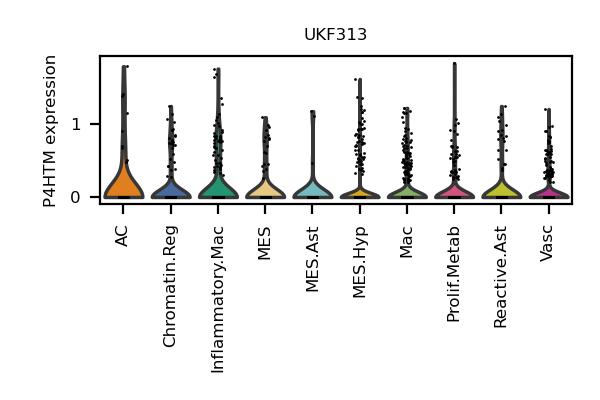 UKF313
P4HTM expression
1
0
AC
Chromatin.Reg
Inflammatory.Mac
MES
MES.Ast
MES.Hyp
Mac
Prolif.Metab
Reactive.Ast
Vasc